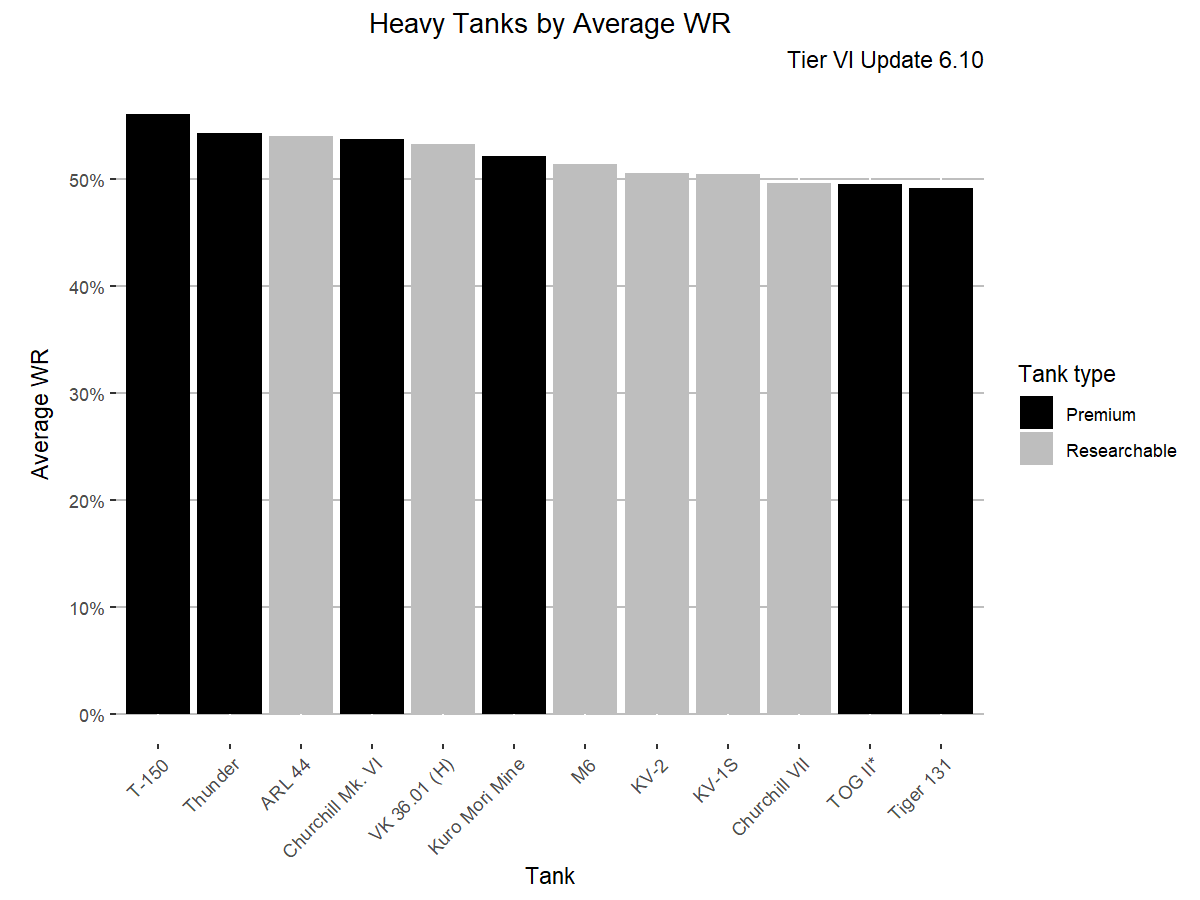 Heavy Tanks by Average WR
Tier VI Update 6.10
Average WR
50%
40%
30%
20%
10%
0%
T-150
Thunder
ARL 44
Churchill Mk. VI
VK 36.01 (H)
Kuro Mori Mine
M6
KV-2
KV-1S
Churchill VII
TOG II*
Tiger 131
Tank
Tank type
Premium
Researchable